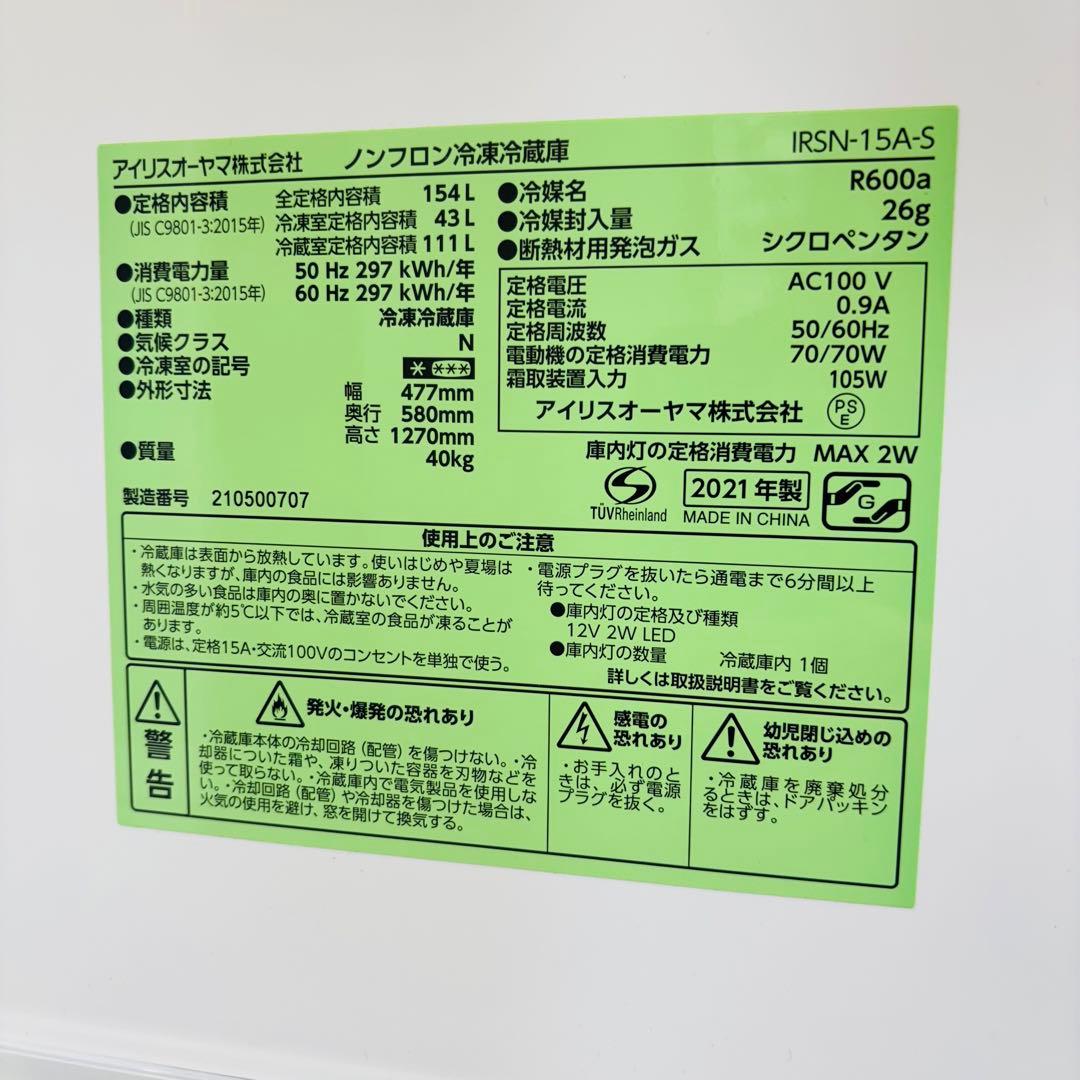 アイリスオーヤマ株式会社 ノンフロン冷凍冷蔵庫 IRSN-15A-S
●定格内容積 全定格内容積 154 L
(JIS C9801-3:2015年) 冷凍室定格内容積 43 L
冷蔵室定格内容積 111 L
●消費電力量 50 Hz 297 kWh/年
(JIS C9801-3:2015年) 60 Hz 297 kWh/年
●種類 冷凍冷蔵庫
●気候クラス N
●冷凍室の記号 * ***
●外形寸法 幅 477mm
奥行 580mm
高さ 1270mm
●質量 40kg
製造番号 210500707
●冷媒名 R600a
●冷媒封入量 26g
●断熱材用発泡ガス シクロペンタン
定格電圧 AC100 V
定格電流 0.9A
定格周波数 50/60Hz
電動機の定格消費電力 70/70W
霜取装置入力 105W
アイリスオーヤマ株式会社 PS E
庫内灯の定格消費電力 MAX 2W
TÜVRheinland
2021 年製
MADE IN CHINA
G
使用上のご注意
・冷蔵庫は表面から放熱しています。使いはじめや夏場は
熱くなりますが、庫内の食品には影響ありません。
・水気の多い食品は庫内の奥に置かないでください。
・周囲温度が約5℃以下では、冷蔵室の食品が凍ることが
あります。
・電源は、定格15A・交流100Vのコンセントを単独で使う。
・電源プラグを抜いたら通電まで6分間以上
待ってください。
●庫内灯の定格及び種類
12V 2W LED
●庫内灯の数量 冷蔵庫内 1個
詳しくは取扱説明書をご覧ください。
警告
発火・爆発の恐れあり
・冷蔵庫本体の冷却回路（配管）を傷つけない。・冷
却器についた霜や、凍りついた容器を刃物などを
使って取らない。・冷蔵庫内で電気製品を使用しな
い。・冷却回路（配管）や冷却器を傷つけた場合は、
火気の使用を避け、窓を開けて換気する。
感電の
恐れあり
・お手入れのと
きは、必ず電源
プラグを抜く。
幼児閉じ込めの
恐れあり
・冷蔵庫を廃棄処分
るときは、ドアパッキン
をはずす。